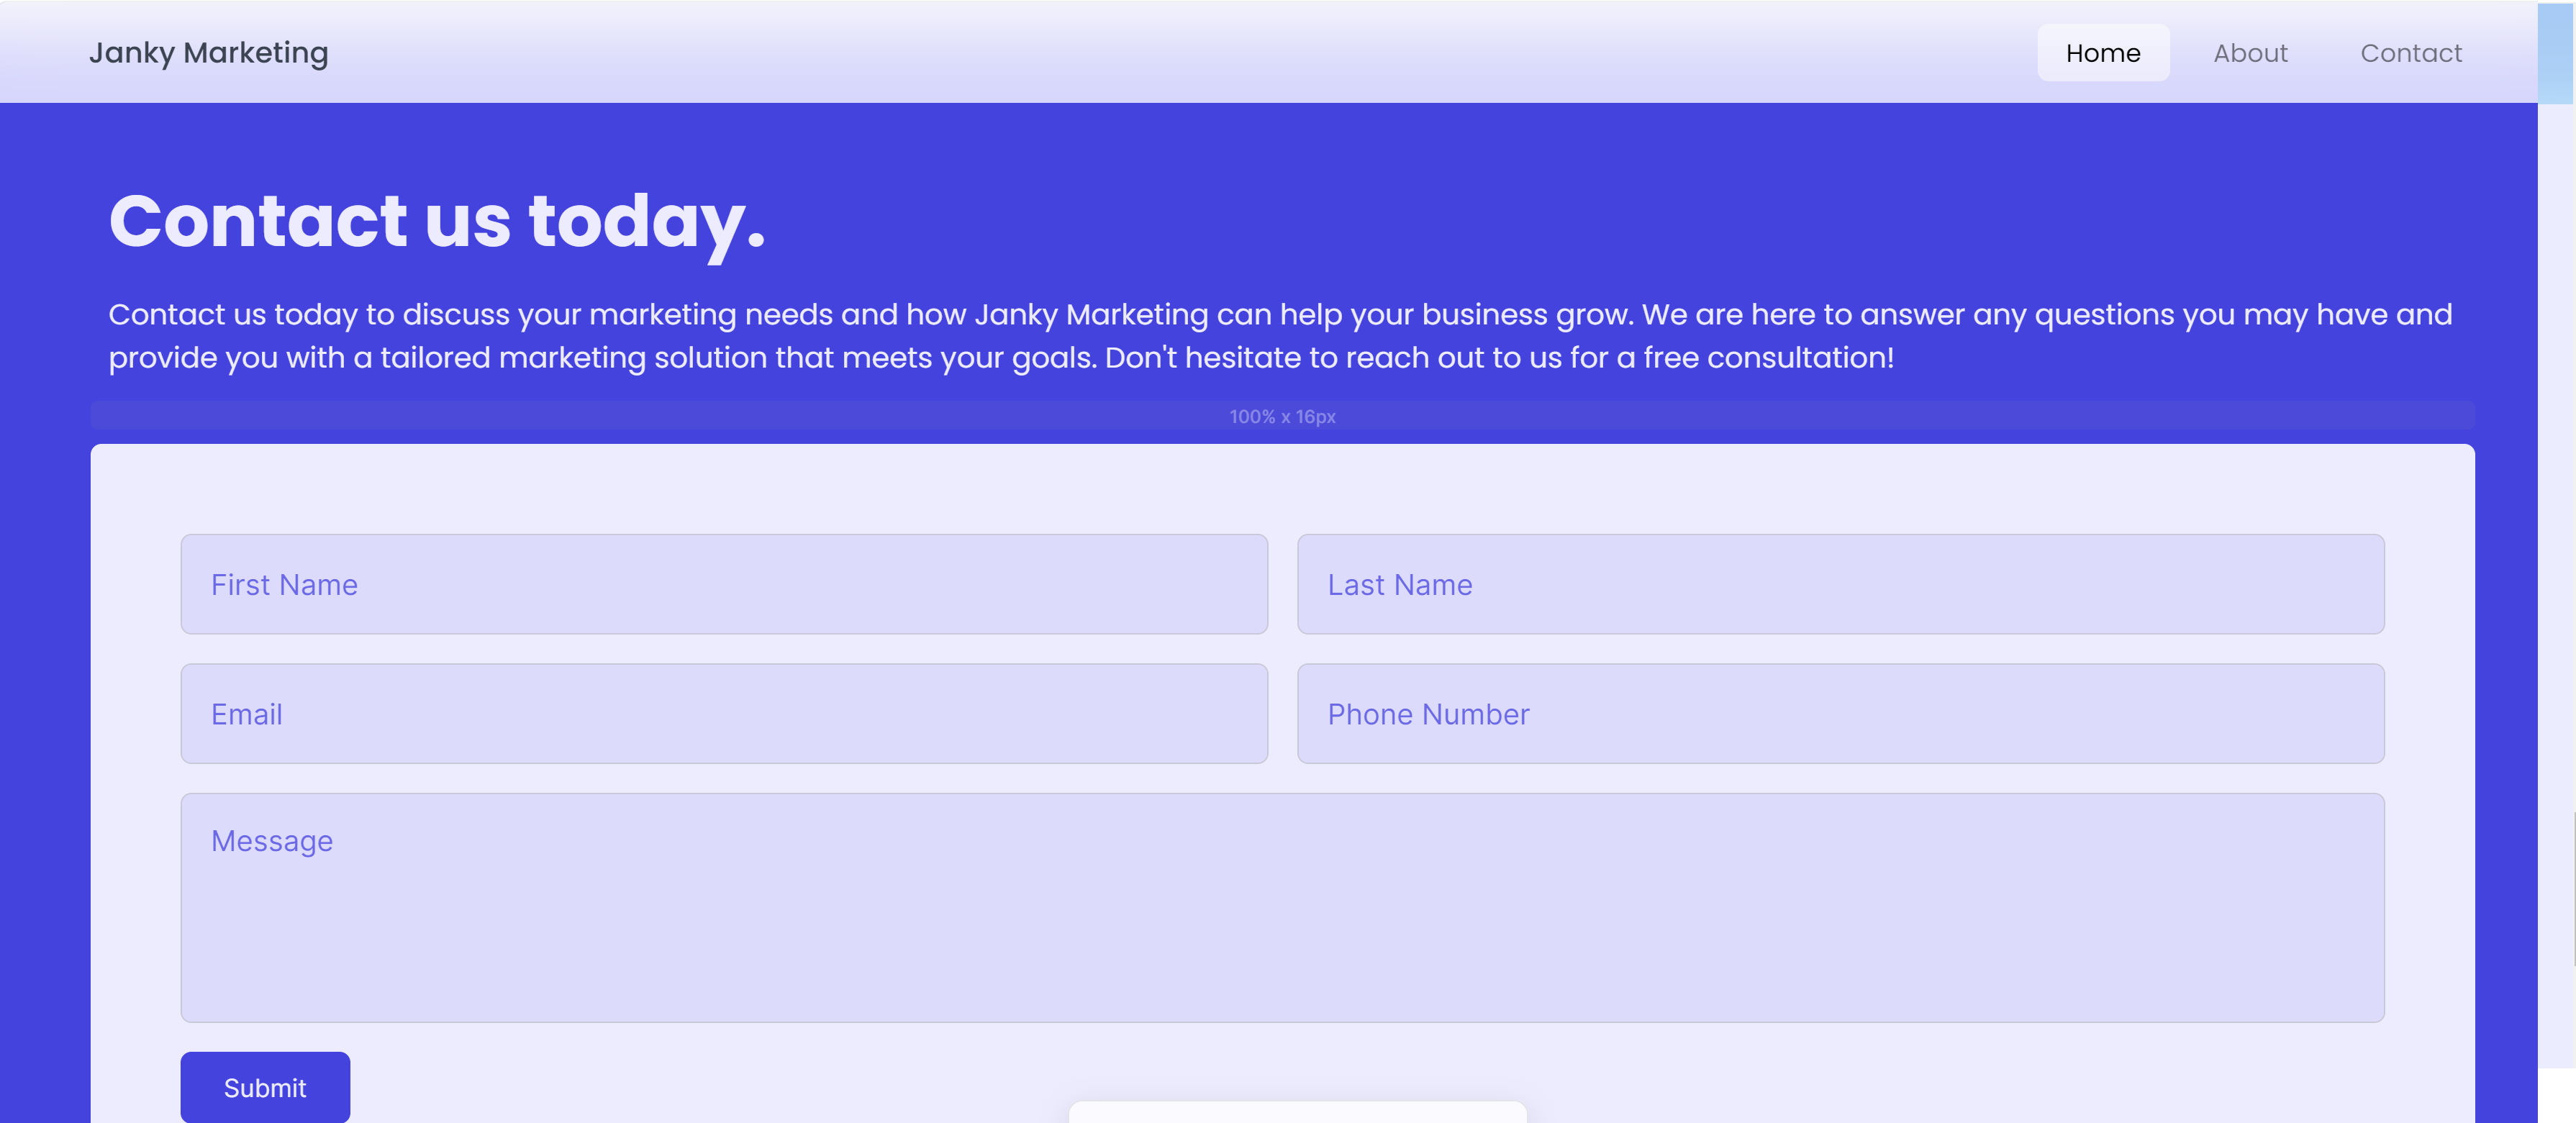 Janky Marketing
Home
About
Contact
Contact us today.
Contact us today to discuss your marketing needs and how Janky Marketing can help your business grow. We are here to answer any questions you may have and
provide you with a tailored marketing solution that meets your goals. Don't hesitate to reach out to us for a free consultation!
100% x 16px
First Name
Last Name
Email
Phone Number
Message
Submit